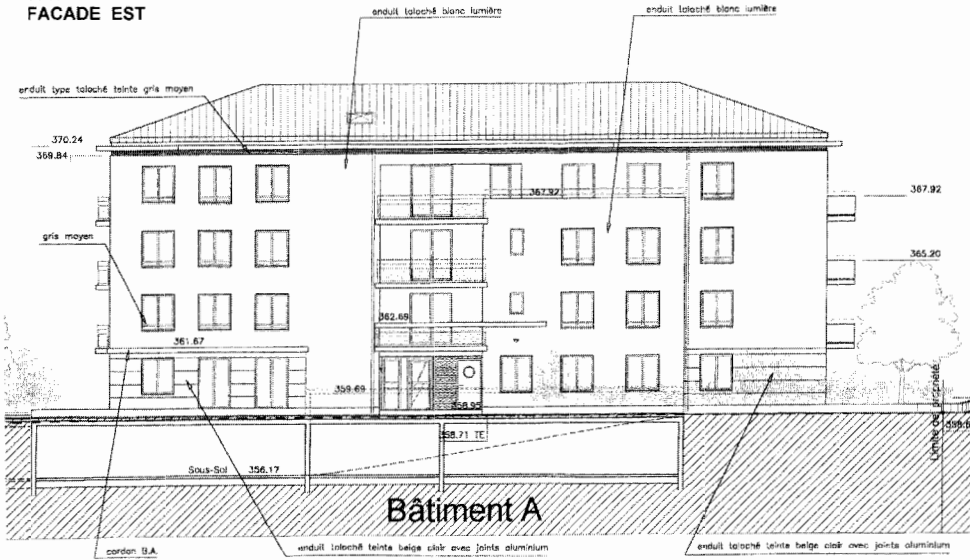 FACADE EST
enduit taloché blanc lumière
enduit taloché blanc lumière
enduit type taloché teinte gris moyen
370.24
369.84
367.92
367.92
gris moyen
365.20
362.69
361.67
359.69
358.95
358.71 TE
Limite de propriété
Sous-Sol 356.17
Bâtiment A
cordon B.A.
enduit taloché teinte beige clair avec joints aluminium
enduit taloché teinte beige clair avec joints aluminium